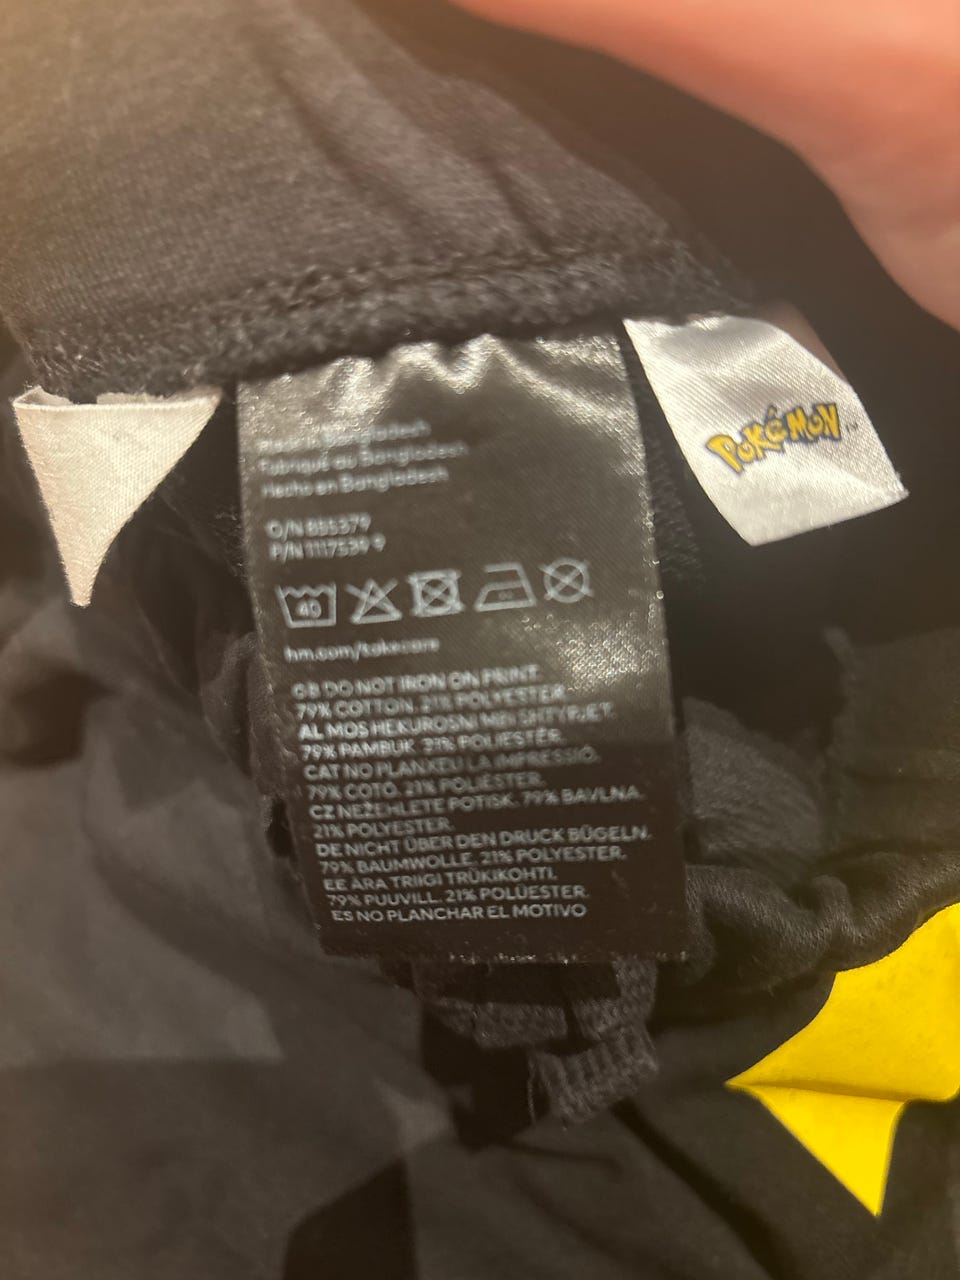 Made in Bangladesh
Fabriqué au Bangladesh
Hecho en Bangladesh
O/N 855379
P/N 1117539 9
40
hm.com/takecare
GB DO NOT IRON ON PRINT.
79% COTTON. 21% POLYESTER.
AL MOS HEKUROSNI MBI SHTYPJET.
79% PAMBUK. 21% POLIESTËR.
CAT NO PLANXEU LA IMPRESSIÓ.
79% COTÓ. 21% POLIÈSTER.
CZ NEŽEHLETE POTISK. 79% BAVLNA.
21% POLYESTER.
DE NICHT ÜBER DEN DRUCK BÜGELN.
79% BAUMWOLLE. 21% POLYESTER.
EE ÄRA TRIIGI TRÜKIKOHTI.
79% PUUVILL. 21% POLÜESTER.
ES NO PLANCHAR EL MOTIVO
POKéMON™